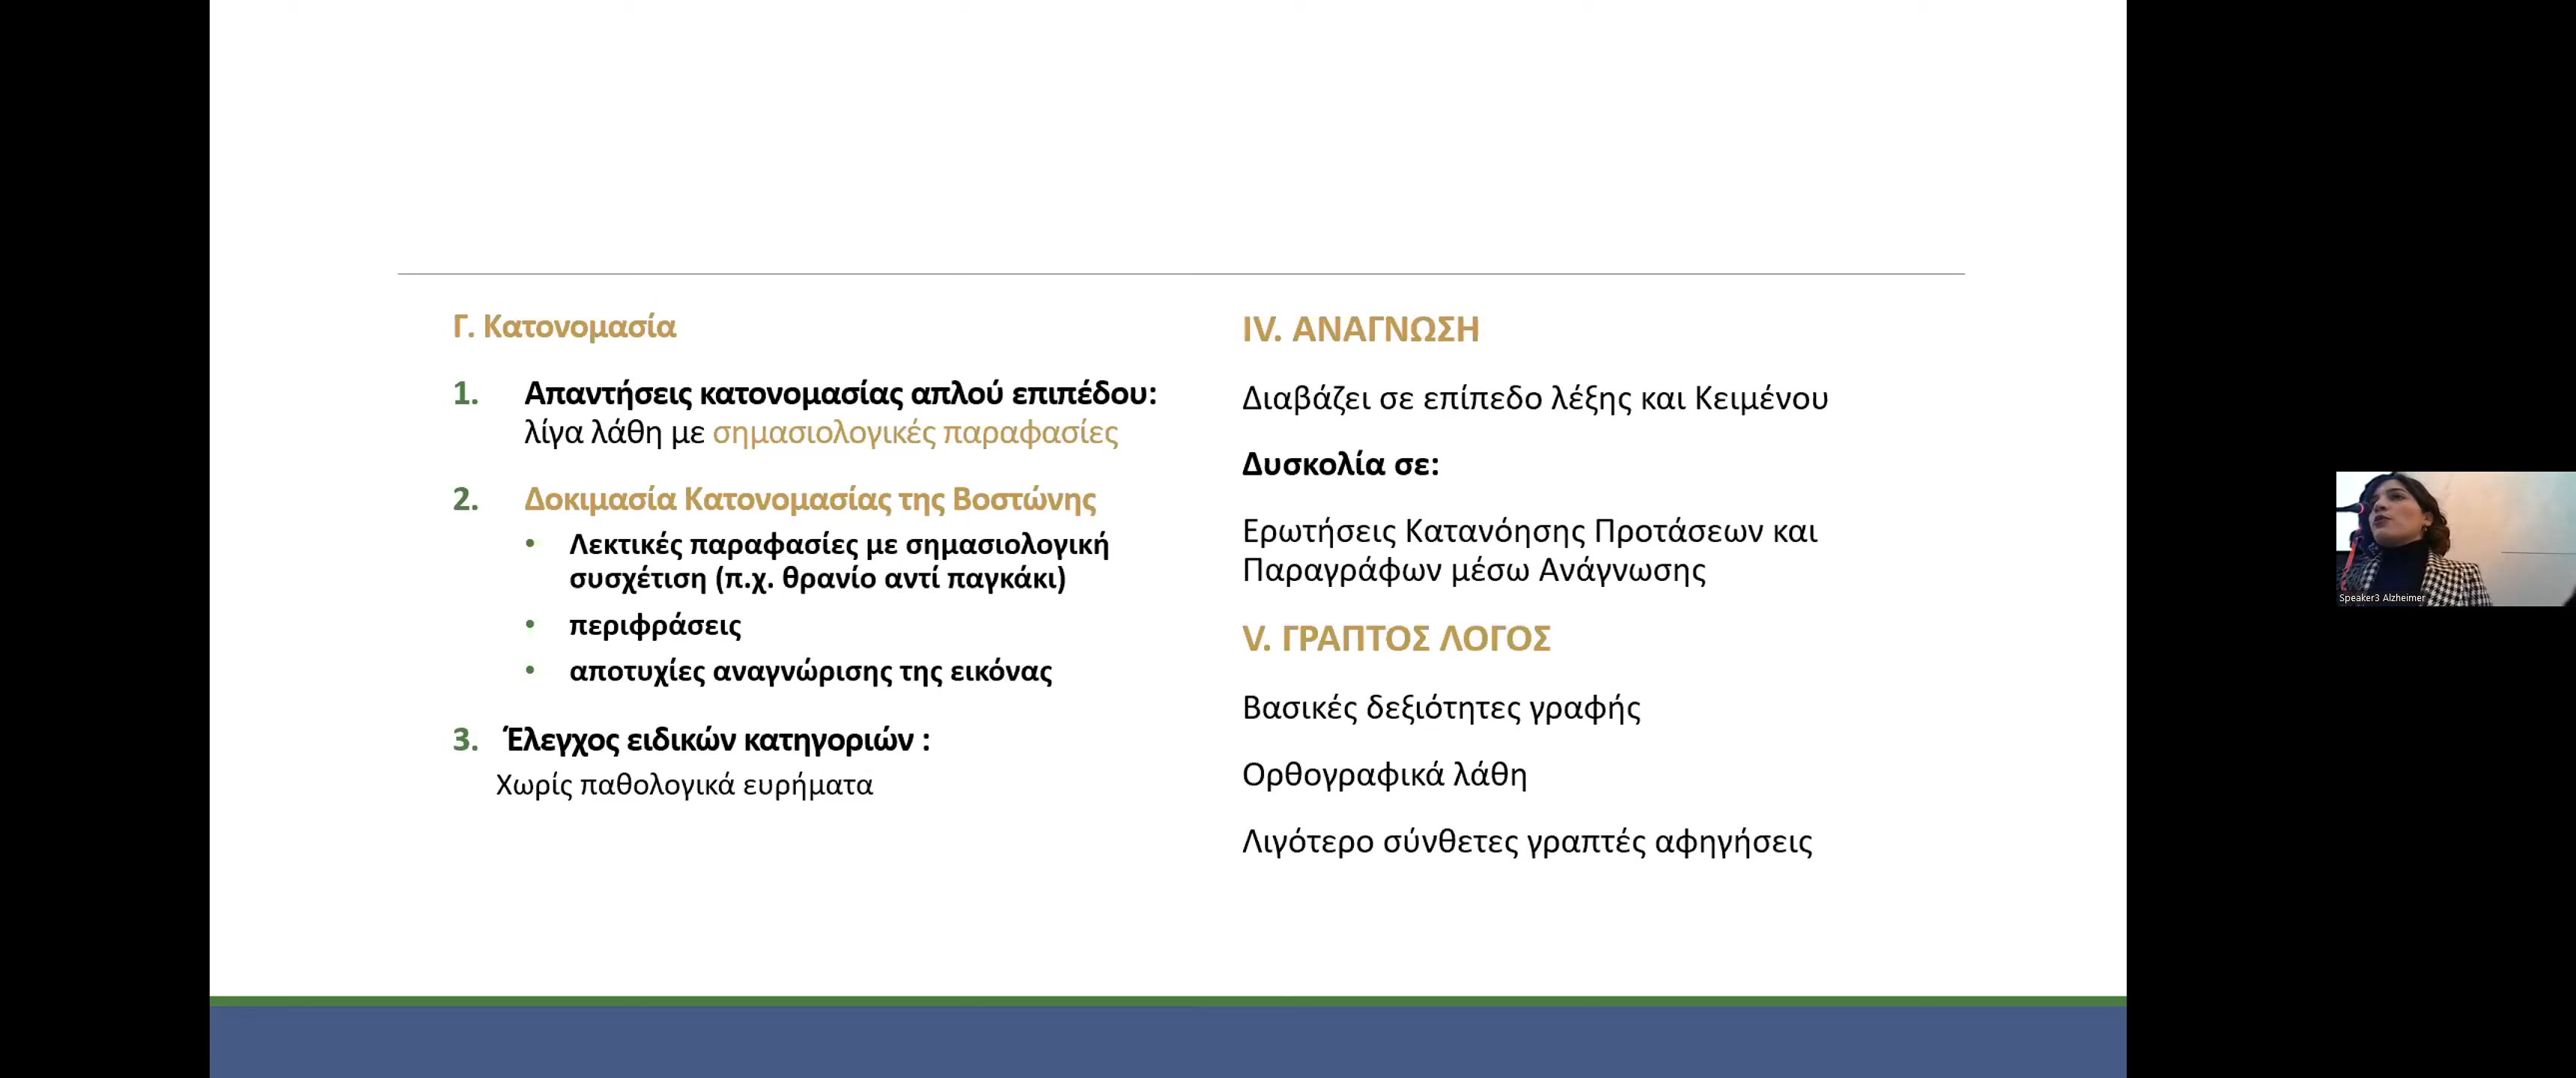 Γ. Κατονομασία
1. Απαντήσεις κατονομασίας απλού επιπέδου:
λίγα λάθη με σημασιολογικές παραφασίες
2. Δοκιμασία Κατονομασίας της Βοστώνης
• Λεκτικές παραφασίες με σημασιολογική
συσχέτιση (π.χ. θρανίο αντί παγκάκι)
• περιφράσεις
• αποτυχίες αναγνώρισης της εικόνας
3. Έλεγχος ειδικών κατηγοριών :
Χωρίς παθολογικά ευρήματα
IV. ΑΝΑΓΝΩΣΗ
Διαβάζει σε επίπεδο λέξης και Κειμένου
Δυσκολία σε:
Ερωτήσεις Κατανόησης Προτάσεων και
Παραγράφων μέσω Ανάγνωσης
V. ΓΡΑΠΤΟΣ ΛΟΓΟΣ
Βασικές δεξιότητες γραφής
Ορθογραφικά λάθη
Λιγότερο σύνθετες γραπτές αφηγήσεις
Speaker3 Alzheimer